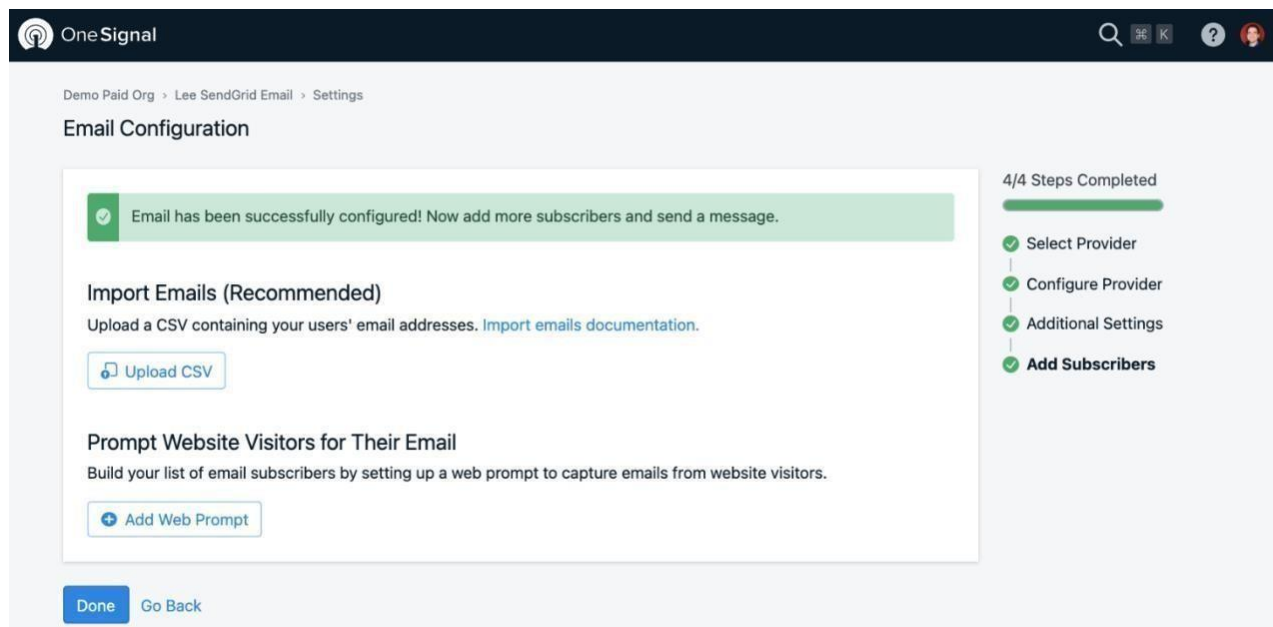 OneSignal
⌘ K
?
Demo Paid Org › Lee SendGrid Email › Settings
Email Configuration
Email has been successfully configured! Now add more subscribers and send a message.
Import Emails (Recommended)
Upload a CSV containing your users' email addresses. Import emails documentation.
Upload CSV
Prompt Website Visitors for Their Email
Build your list of email subscribers by setting up a web prompt to capture emails from website visitors.
Add Web Prompt
Done Go Back
4/4 Steps Completed
Select Provider
Configure Provider
Additional Settings
Add Subscribers